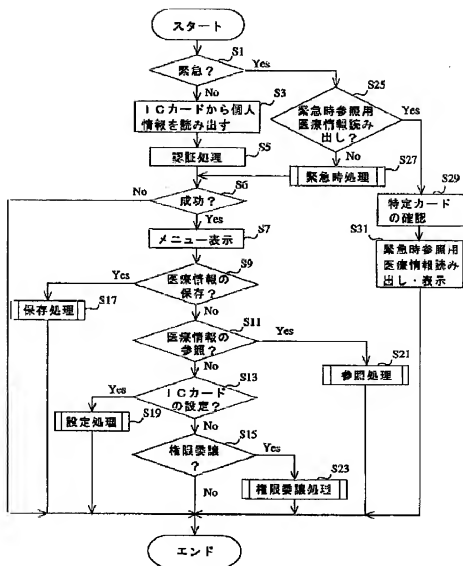 スタート
S1
緊急？
Yes
No
S3
ICカードから個人
情報を読み出す
S25
緊急時参照用
医療情報読み
出し？
Yes
No
S5
認証処理
S27
緊急時処理
S29
特定カード
の確認
S6
成功？
No
Yes
S7
メニュー表示
S31
緊急時参照用
医療情報読み
出し・表示
S9
医療情報の
保存？
Yes
No
S17
保存処理
S11
医療情報の
参照？
Yes
No
S21
参照処理
S13
ICカード
の設定？
Yes
No
S19
設定処理
S15
権限委譲
？
Yes
No
S23
権限委譲処理
エンド